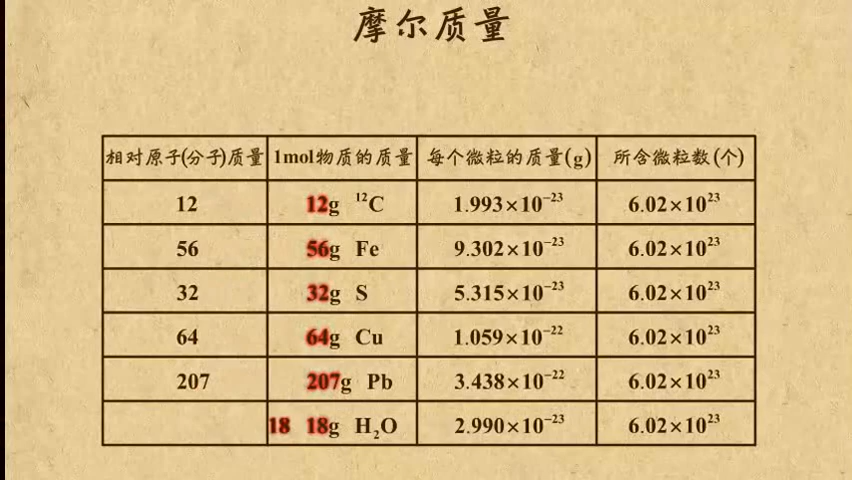 摩尔质量
相对原子(分子)质量 1mol物质的质量 每个微粒的质量(g) 所含微粒数(个)
12 12g ¹²C 1.993×10⁻²³ 6.02×10²³
56 56g Fe 9.302×10⁻²³ 6.02×10²³
32 32g S 5.315×10⁻²³ 6.02×10²³
64 64g Cu 1.059×10⁻²² 6.02×10²³
207 207g Pb 3.438×10⁻²² 6.02×10²³
18 18g H₂O 2.990×10⁻²³ 6.02×10²³